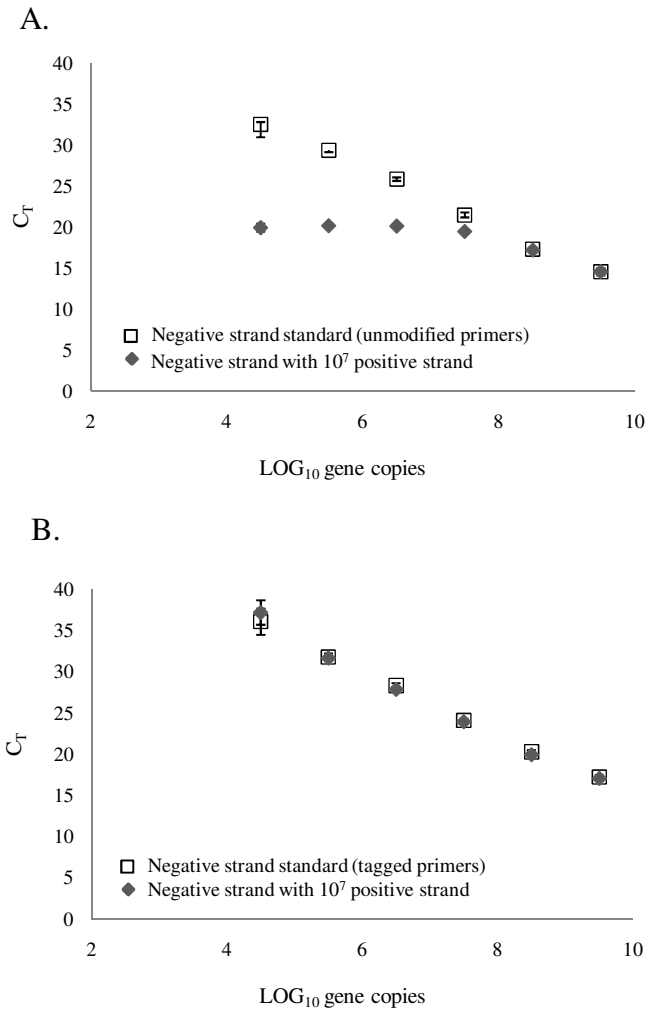 A.
40
35
30
25
20
15
10
5
0
C_T
Negative strand standard (unmodified primers)
Negative strand with 10⁷ positive strand
2 4 6 8 10
LOG₁₀ gene copies
B.
40
35
30
25
20
15
10
5
0
C_T
Negative strand standard (tagged primers)
Negative strand with 10⁷ positive strand
2 4 6 8 10
LOG₁₀ gene copies